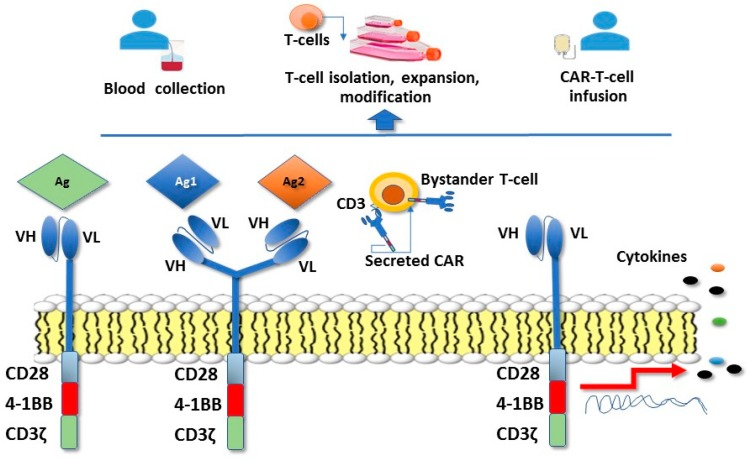 T-cells
Blood collection
T-cell isolation, expansion,
modification
CAR-T-cell
infusion
Ag
Ag1
Ag2
Bystander T-cell
CD3
Secreted CAR
VH
VL
VL
VH
VH
VL
VH
VL
Cytokines
CD28
4-1BB
CD3ζ
CD28
4-1BB
CD3ζ
CD28
4-1BB
CD3ζ